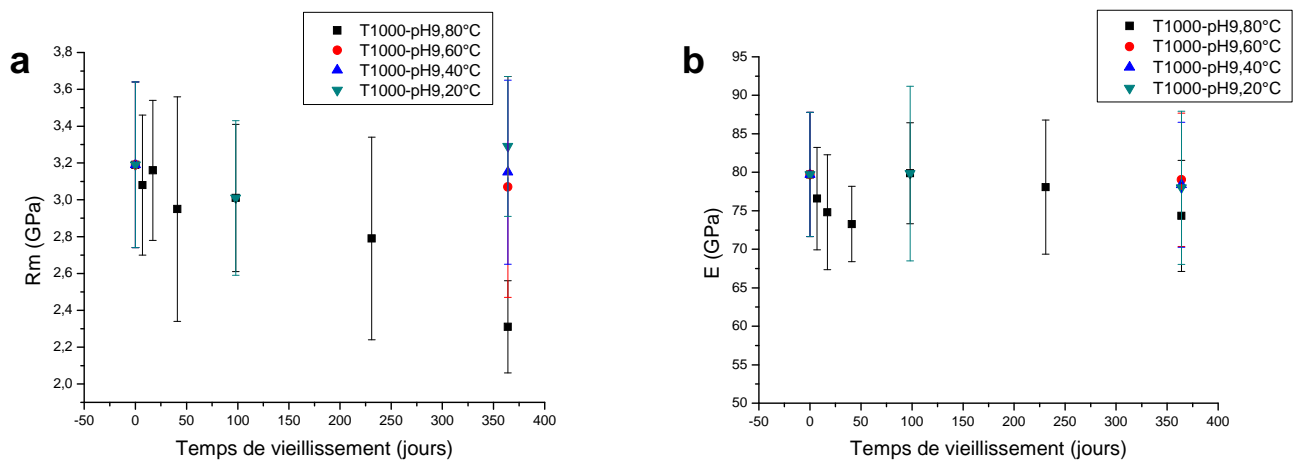 a
T1000-pH9,80°C
T1000-pH9,60°C
T1000-pH9,40°C
T1000-pH9,20°C
3,8
3,6
3,4
3,2
3,0
2,8
2,6
2,4
2,2
2,0
Rm (GPa)
-50 0 50 100 150 200 250 300 350 400
Temps de vieillissement (jours)
b
T1000-pH9,80°C
T1000-pH9,60°C
T1000-pH9,40°C
T1000-pH9,20°C
95
90
85
80
75
70
65
60
55
50
E (GPa)
-50 0 50 100 150 200 250 300 350 400
Temps de vieillissement (jours)